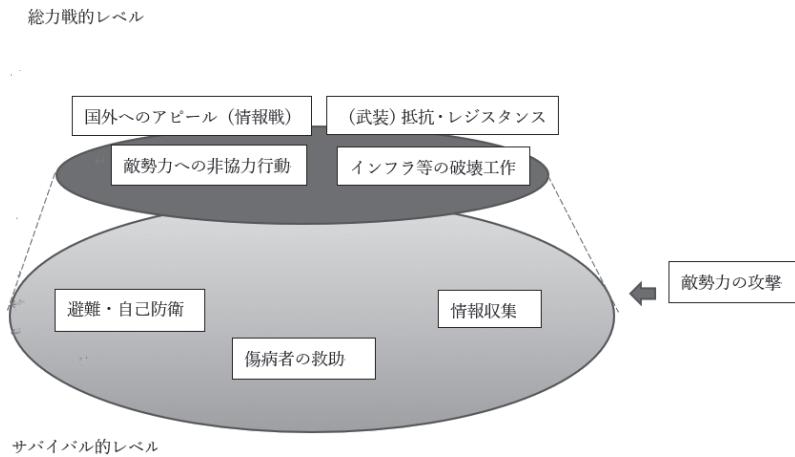 総力戦的レベル
国外へのアピール（情報戦）
（武装）抵抗・レジスタンス
敵勢力への非協力行動
インフラ等の破壊工作
敵勢力の攻撃
避難・自己防衛
情報収集
傷病者の救助
サバイバル的レベル